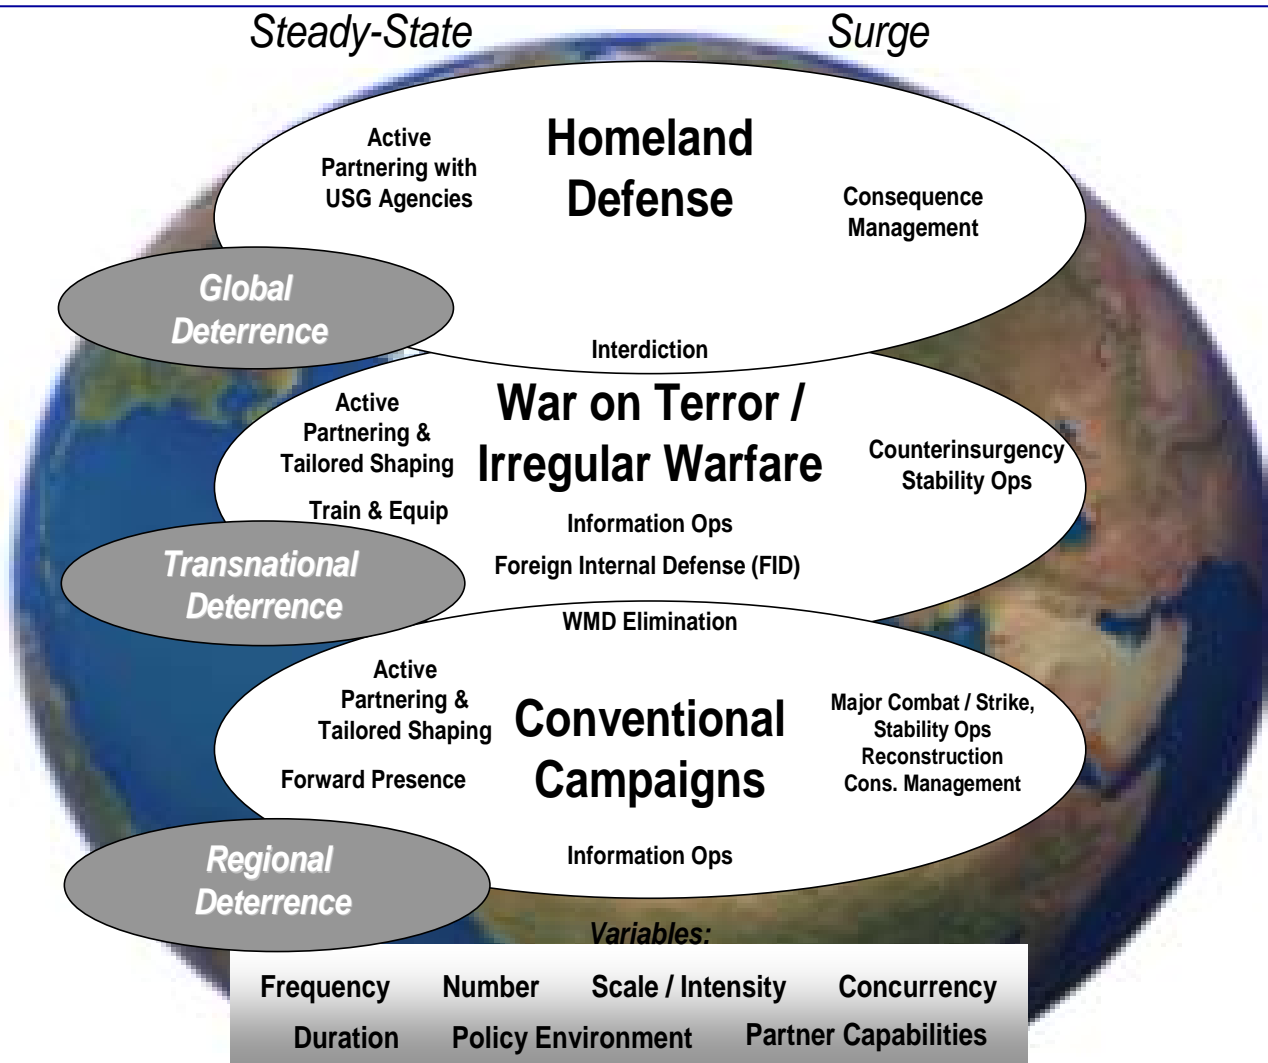 Steady-State
Surge
Active
Partnering with
USG Agencies
Homeland
Defense
Consequence
Management
Global
Deterrence
Interdiction
Active
Partnering &
Tailored Shaping
Train & Equip
War on Terror /
Irregular Warfare
Information Ops
Foreign Internal Defense (FID)
Counterinsurgency
Stability Ops
Transnational
Deterrence
WMD Elimination
Active
Partnering &
Tailored Shaping
Forward Presence
Conventional
Campaigns
Information Ops
Major Combat / Strike,
Stability Ops
Reconstruction
Cons. Management
Regional
Deterrence
Variables:
Frequency Number Scale / Intensity Concurrency
Duration Policy Environment Partner Capabilities